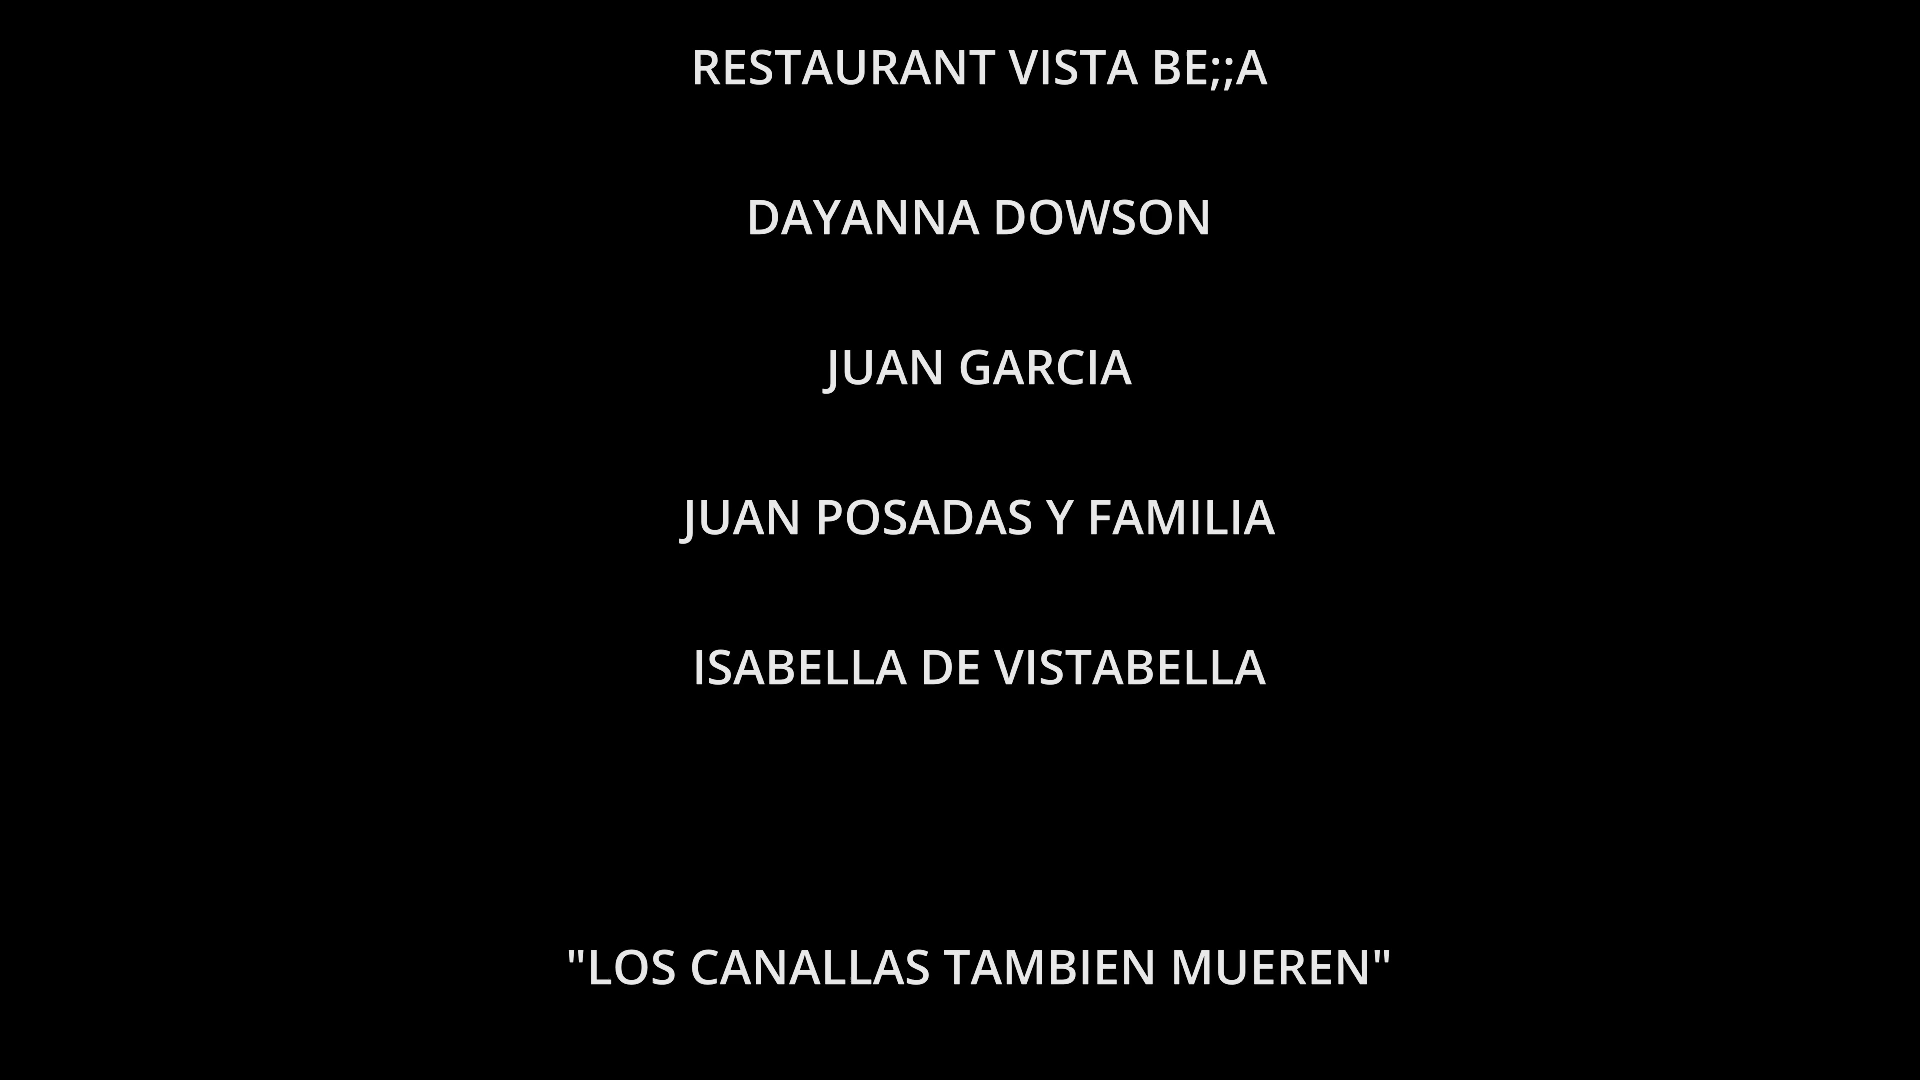 RESTAURANT VISTA BE;;A
DAYANNA DOWSON
JUAN GARCIA
JUAN POSADAS Y FAMILIA
ISABELLA DE VISTABELLA
"LOS CANALLAS TAMBIEN MUEREN"